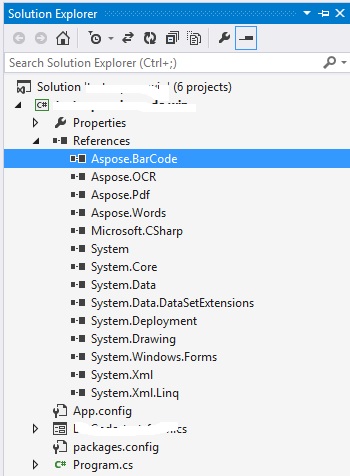 Solution Explorer
Search Solution Explorer (Ctrl+;)
Solution (6 projects)
C#
Properties
References
Aspose.BarCode
Aspose.OCR
Aspose.Pdf
Aspose.Words
Microsoft.CSharp
System
System.Core
System.Data
System.Data.DataSetExtensions
System.Deployment
System.Drawing
System.Windows.Forms
System.Xml
System.Xml.Linq
App.config
.cs
packages.config
C# Program.cs